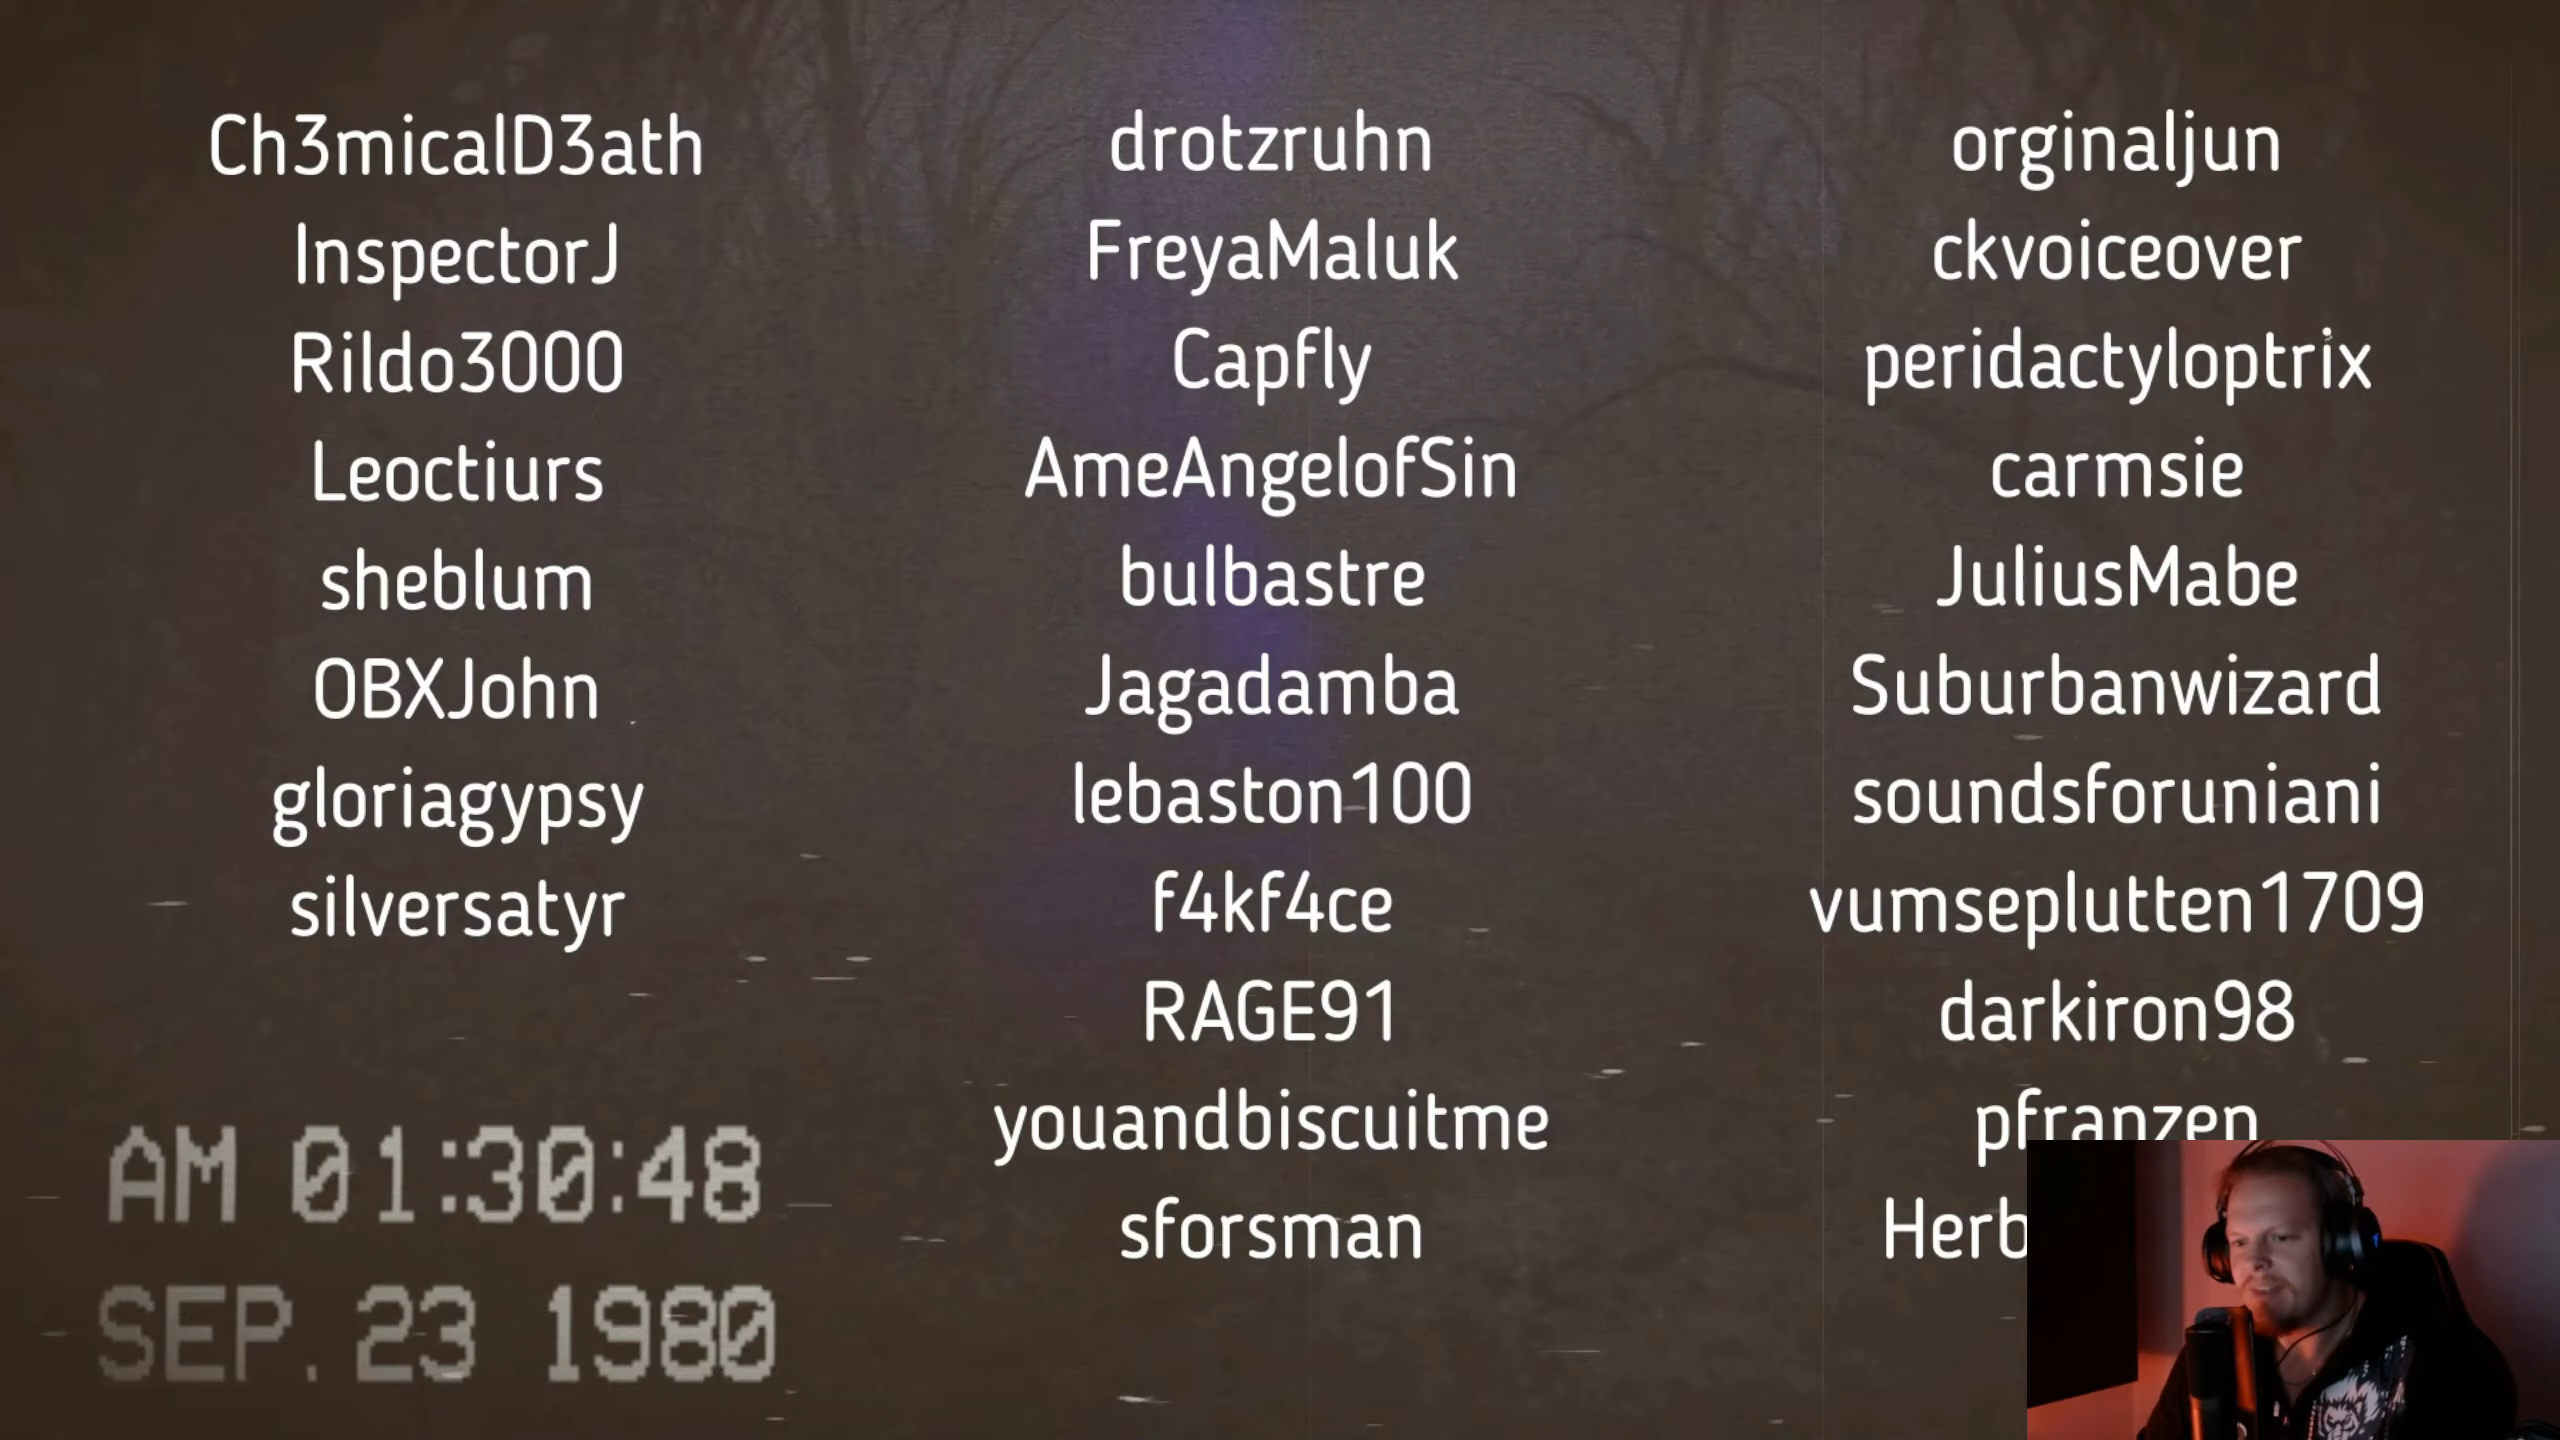 Ch3micalD3ath
InspectorJ
Rildo3000
Leoctiurs
sheblum
OBXJohn
gloriagypsy
silversatyr
drotzruhn
FreyaMaluk
Capfly
AmeAngelofSin
bulbastre
Jagadamba
lebaston100
f4kf4ce
RAGE91
youandbiscuitme
sforsman
orginaljun
ckvoiceover
peridactyloptrix
carmsie
JuliusMabe
Suburbanwizard
soundsforuniani
vumseplutten1709
darkiron98
pfranzen
AM 01:30:48
SEP. 23 1980